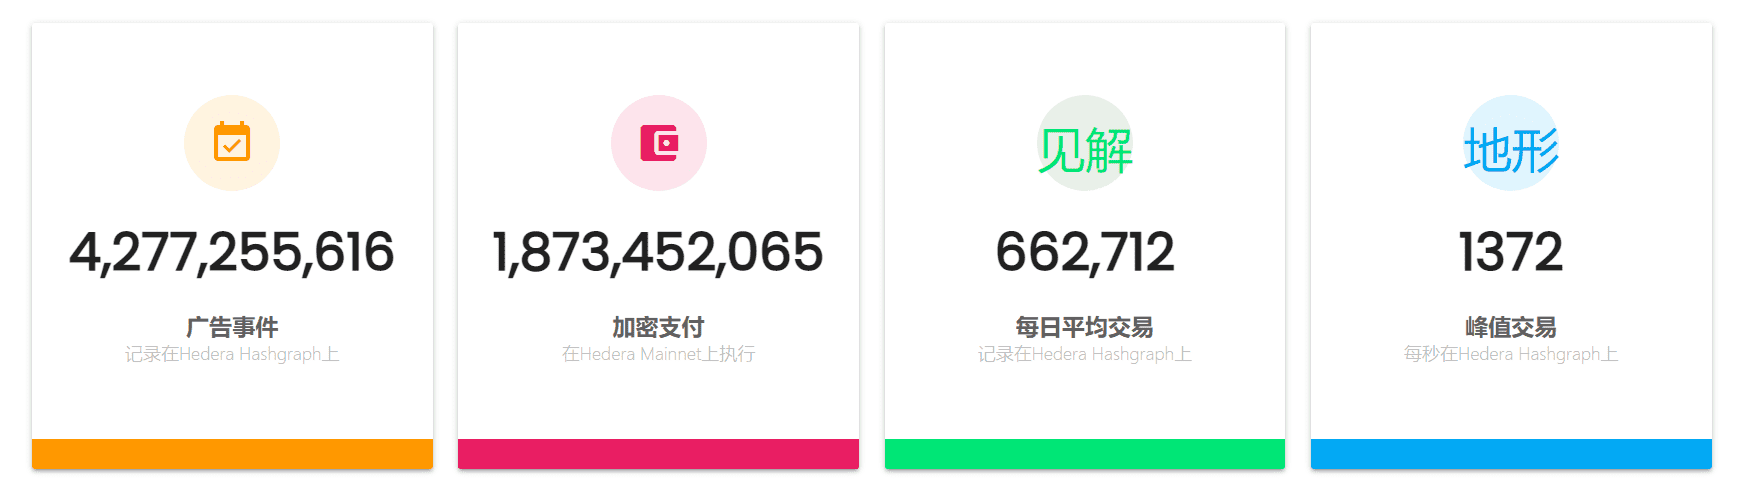 4,277,255,616
广告事件
记录在Hedera Hashgraph上
1,873,452,065
加密支付
在Hedera Mainnet上执行
见解
662,712
每日平均交易
记录在Hedera Hashgraph上
地形
1372
峰值交易
每秒在Hedera Hashgraph上